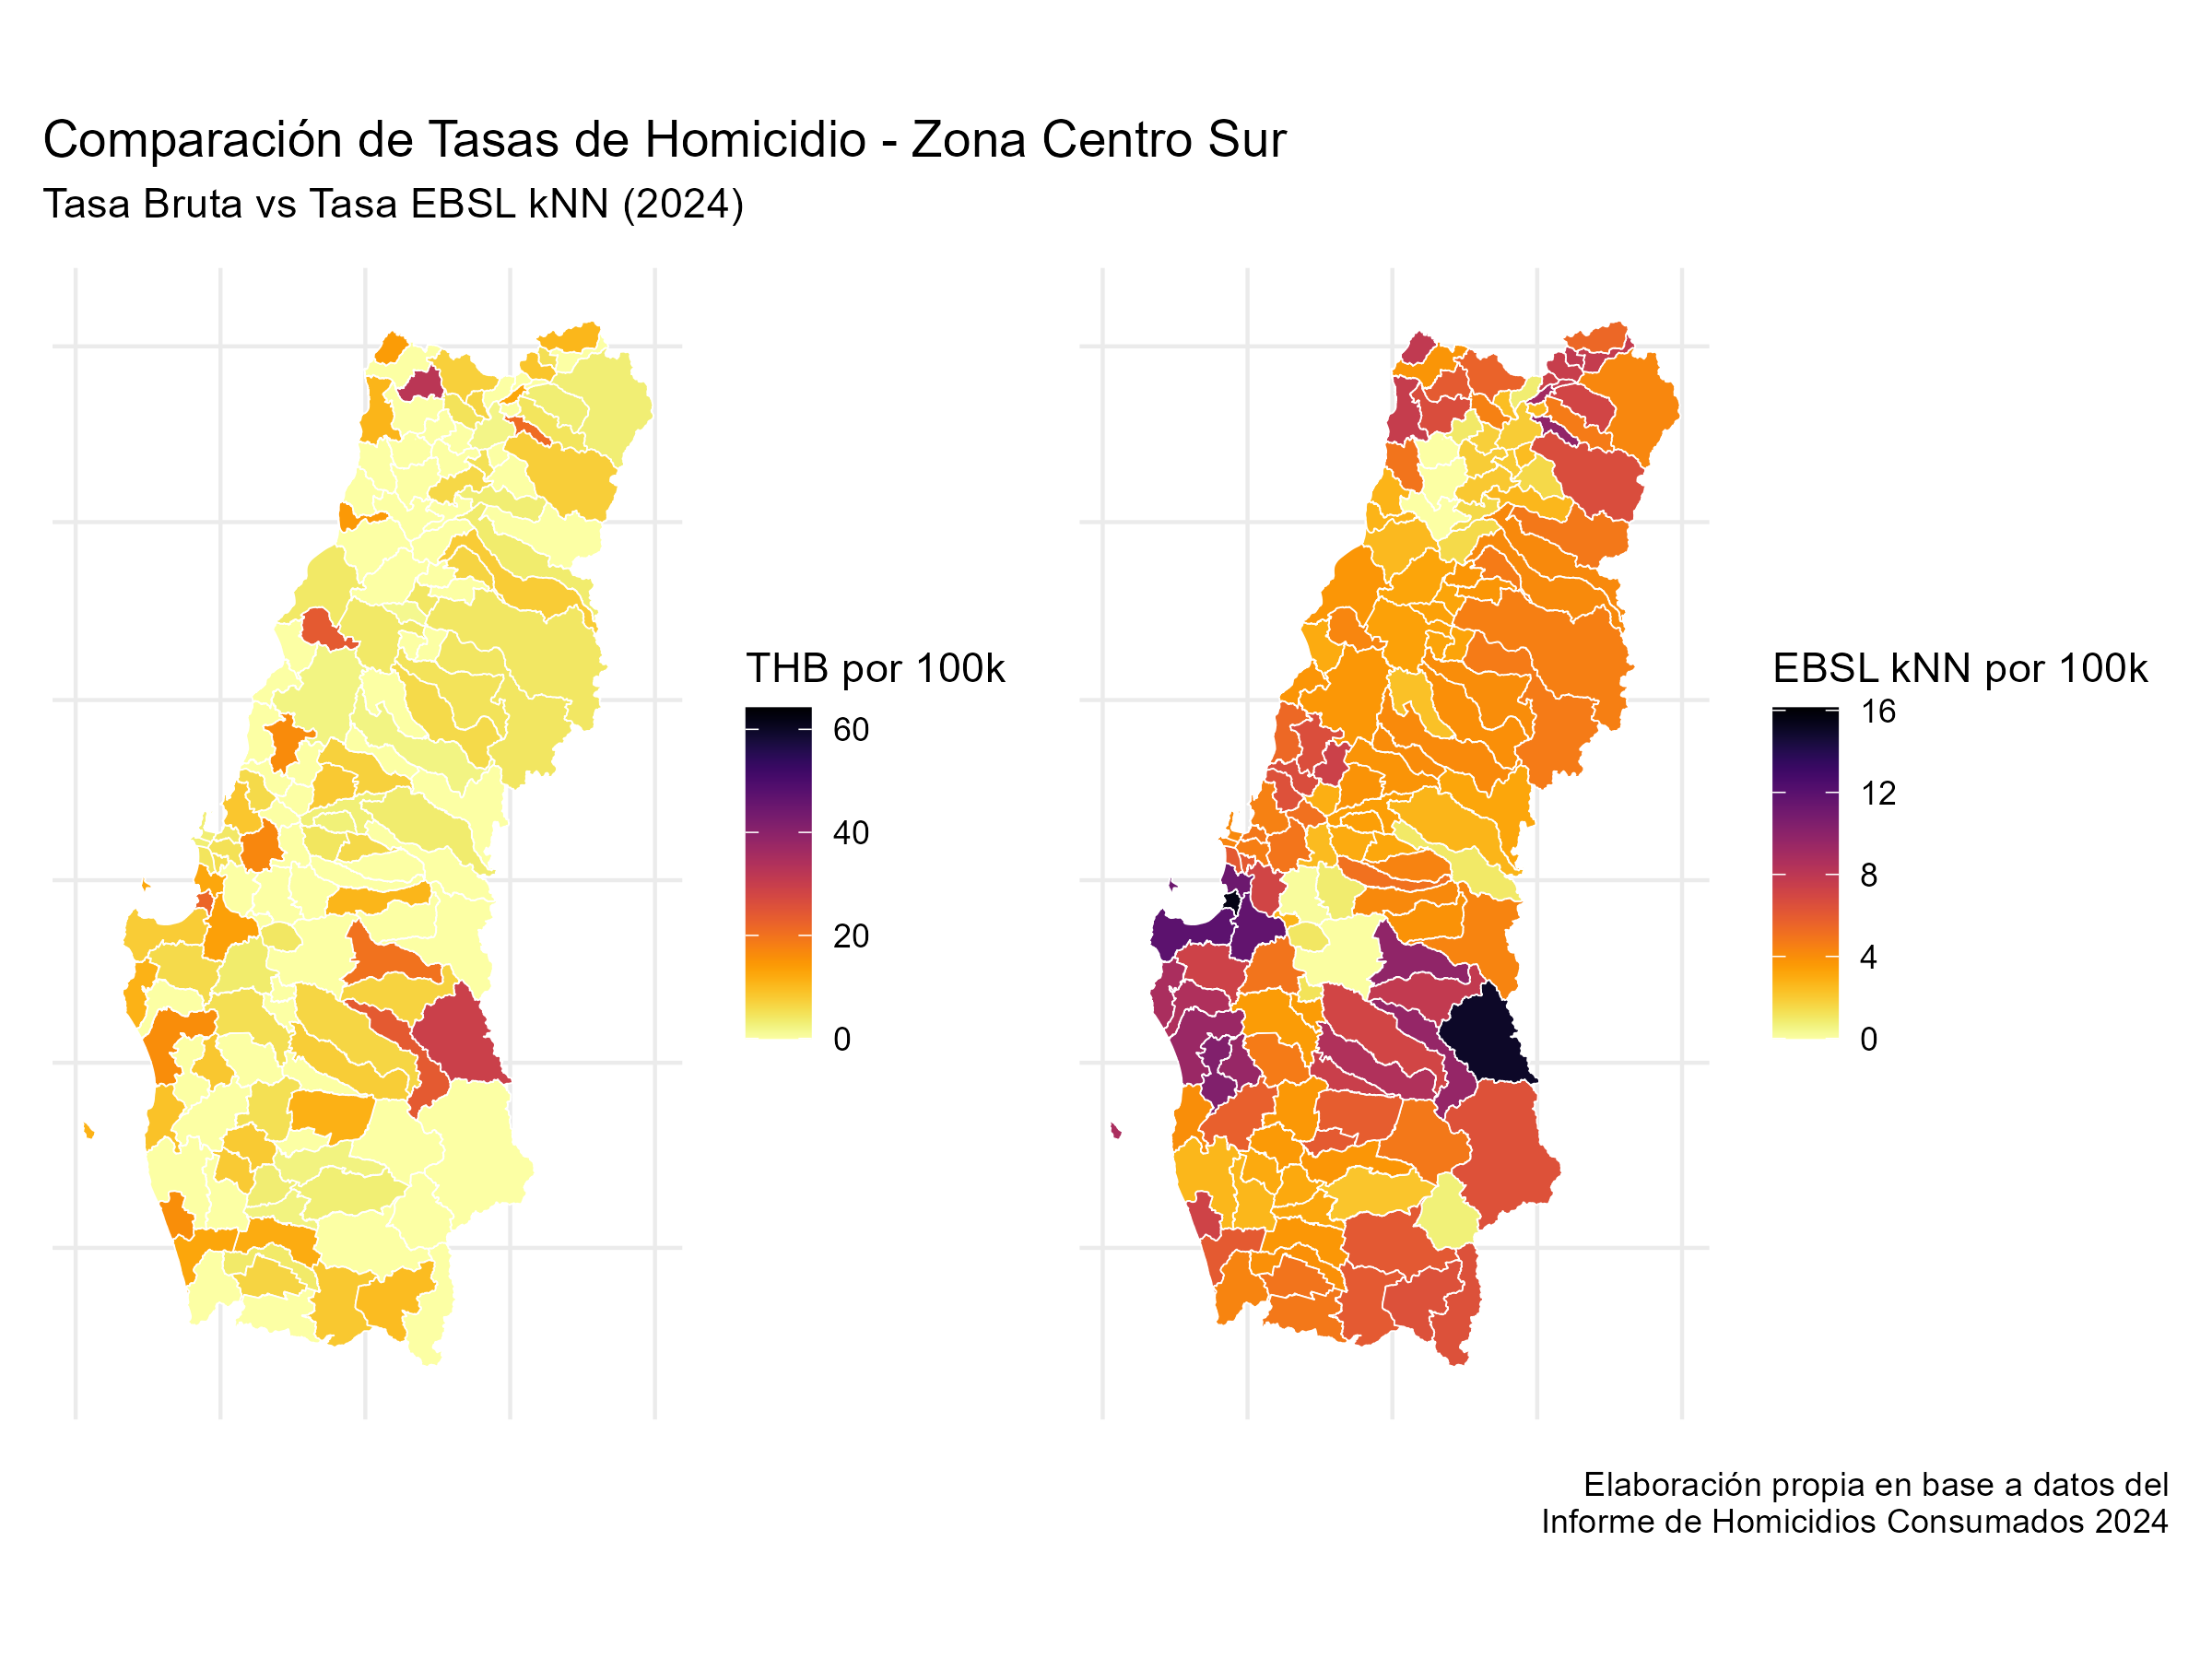 Comparación de Tasas de Homicidio - Zona Centro Sur
Tasa Bruta vs Tasa EBSL kNN (2024)
THB por 100k
60
40
20
0
EBSL kNN por 100k
16
12
8
4
0
Elaboración propia en base a datos del
Informe de Homicidios Consumados 2024